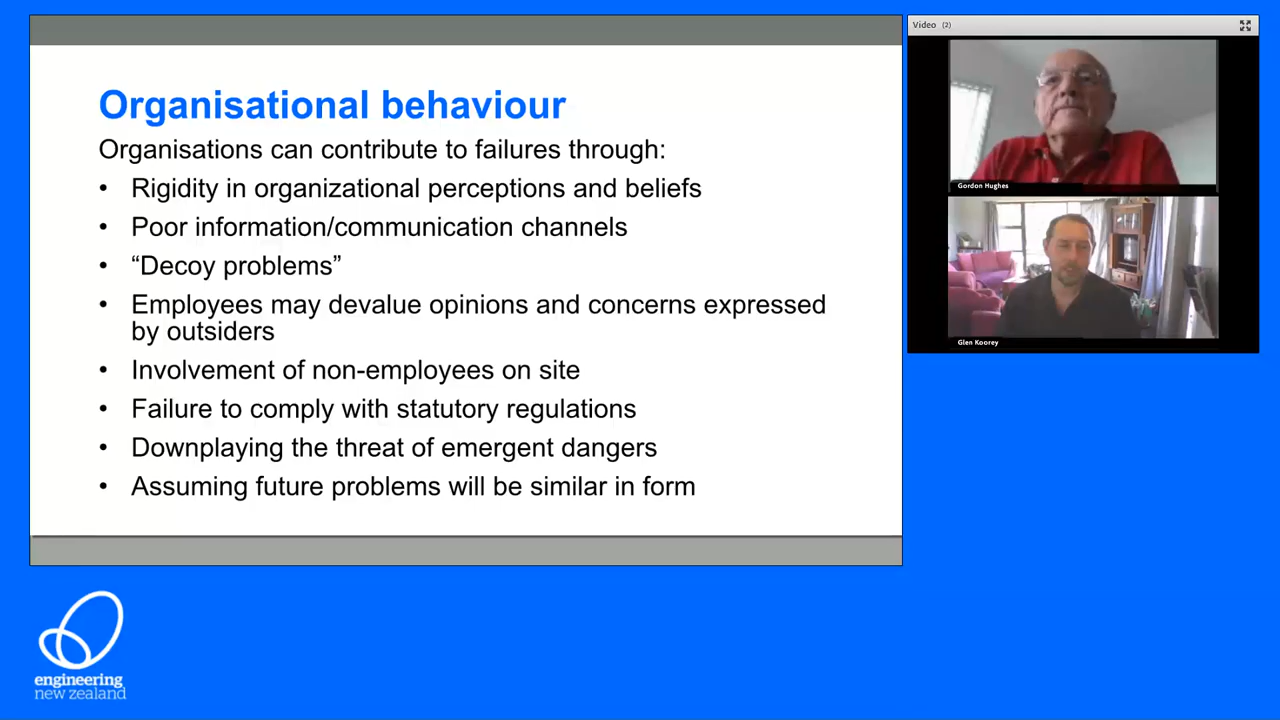 Organisational behaviour
Organisations can contribute to failures through:
• Rigidity in organizational perceptions and beliefs
• Poor information/communication channels
• “Decoy problems”
• Employees may devalue opinions and concerns expressed
by outsiders
• Involvement of non-employees on site
• Failure to comply with statutory regulations
• Downplaying the threat of emergent dangers
• Assuming future problems will be similar in form
Video (2)
Gordon Hughes
Glen Koorey
engineering
new zealand